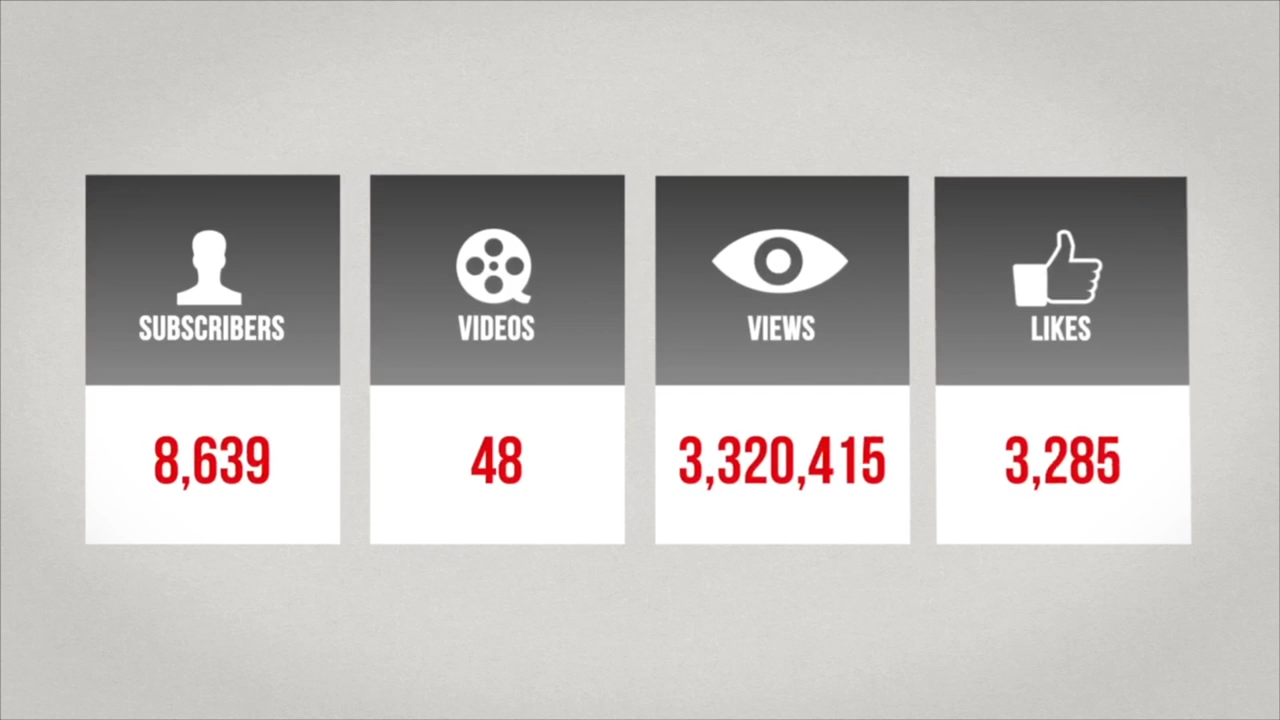 SUBSCRIBERS
8,639
VIDEOS
48
VIEWS
3,320,415
LIKES
3,285